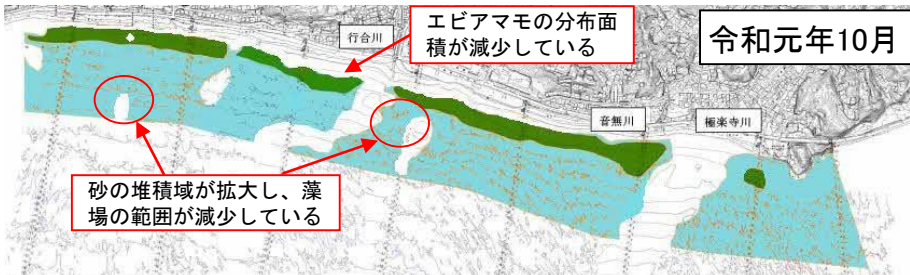 エビアマモの分布面
積が減少している
令和元年10月
行合川
音無川
極楽寺川
砂の堆積域が拡大し、藻
場の範囲が減少している